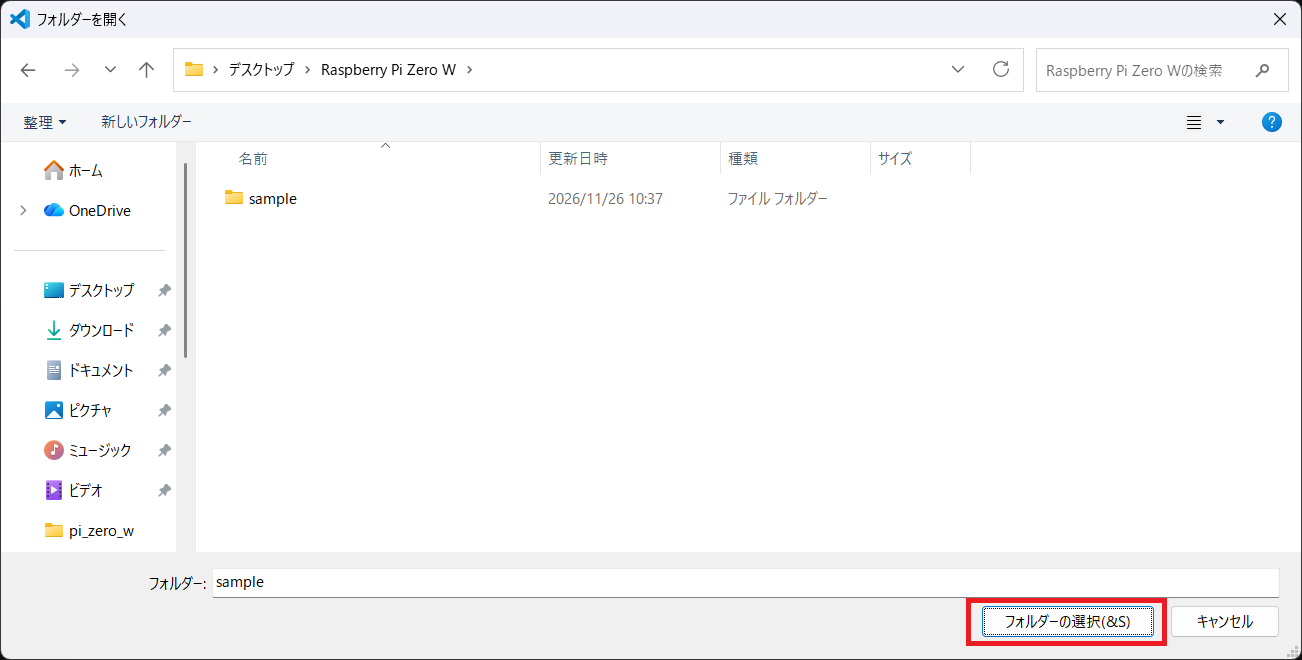 フォルダーを開く
デスクトップ Raspberry Pi Zero W Raspberry Pi Zero Wの検索
整理 新しいフォルダー ?
名前 更新日時 種類 サイズ
sample 2026/11/26 10:37 ファイル フォルダー
ホーム
OneDrive
デスクトップ
ダウンロード
ドキュメント
ピクチャ
ミュージック
ビデオ
pi_zero_w
フォルダー: sample
フォルダーの選択(&S) キャンセル